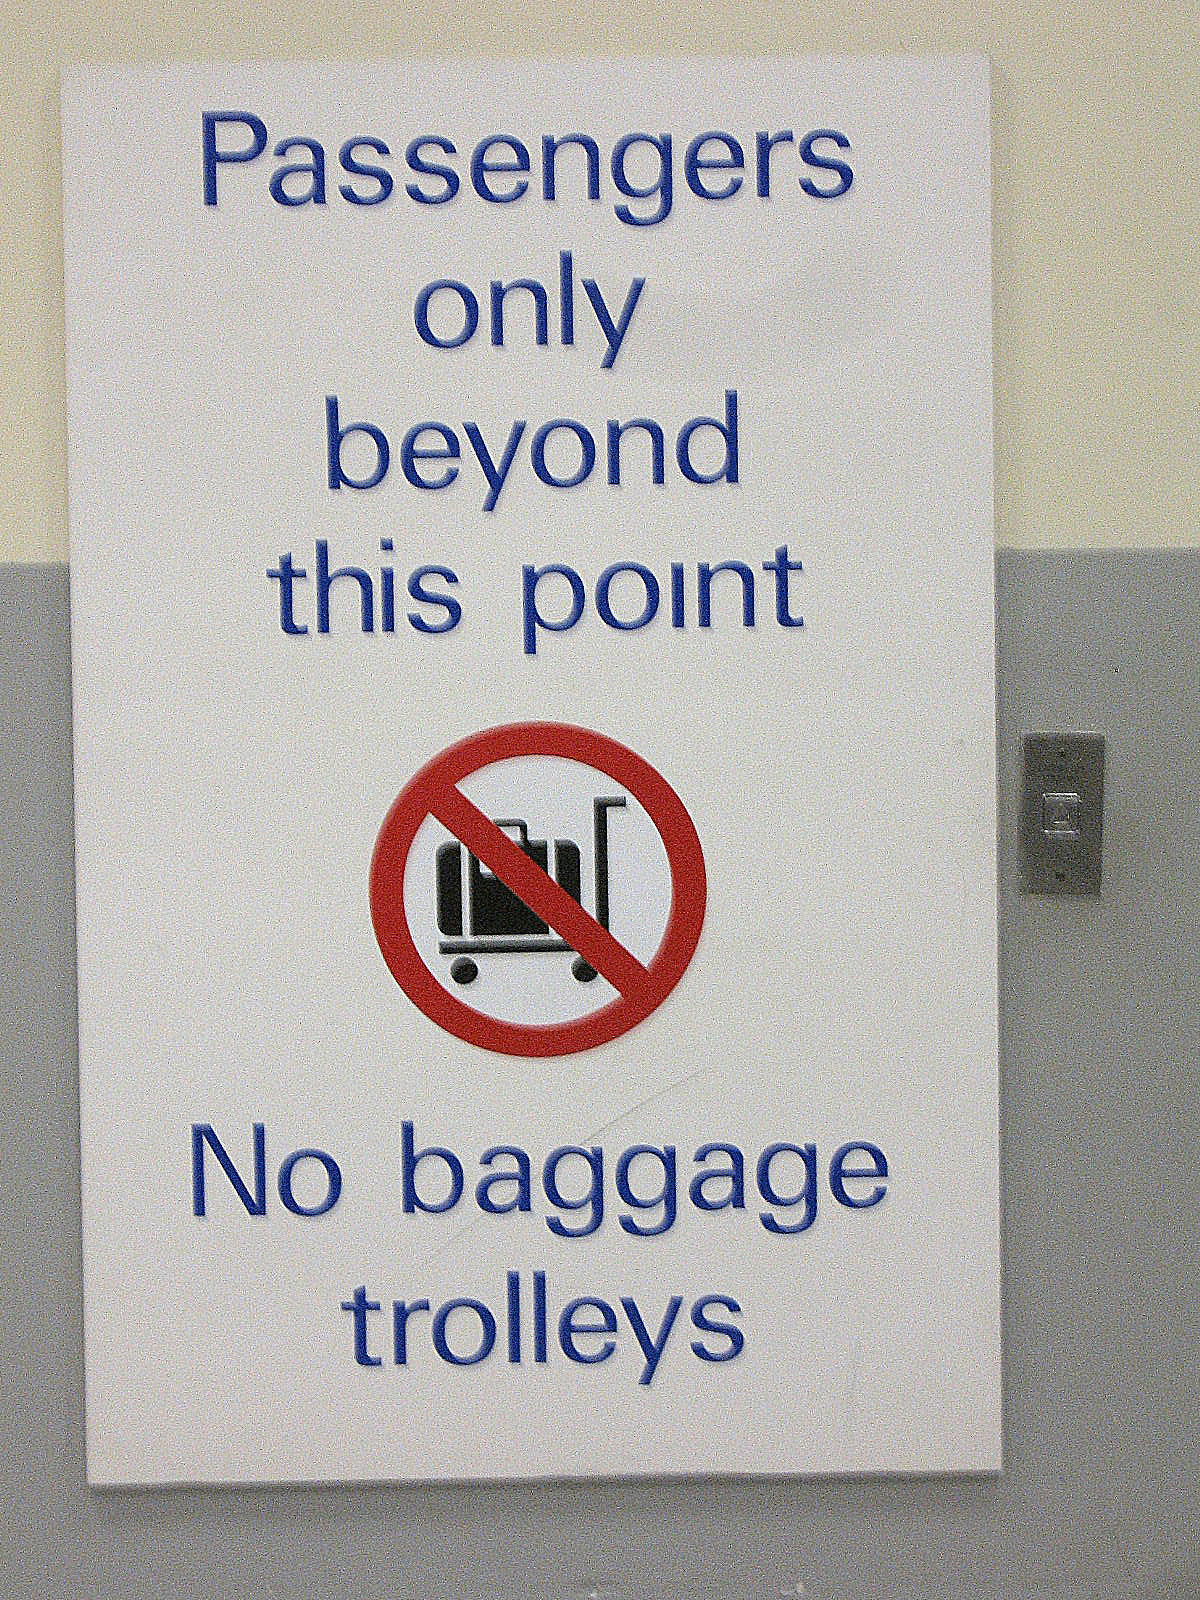 Passengers
only
beyond
this point
No baggage
trolleys